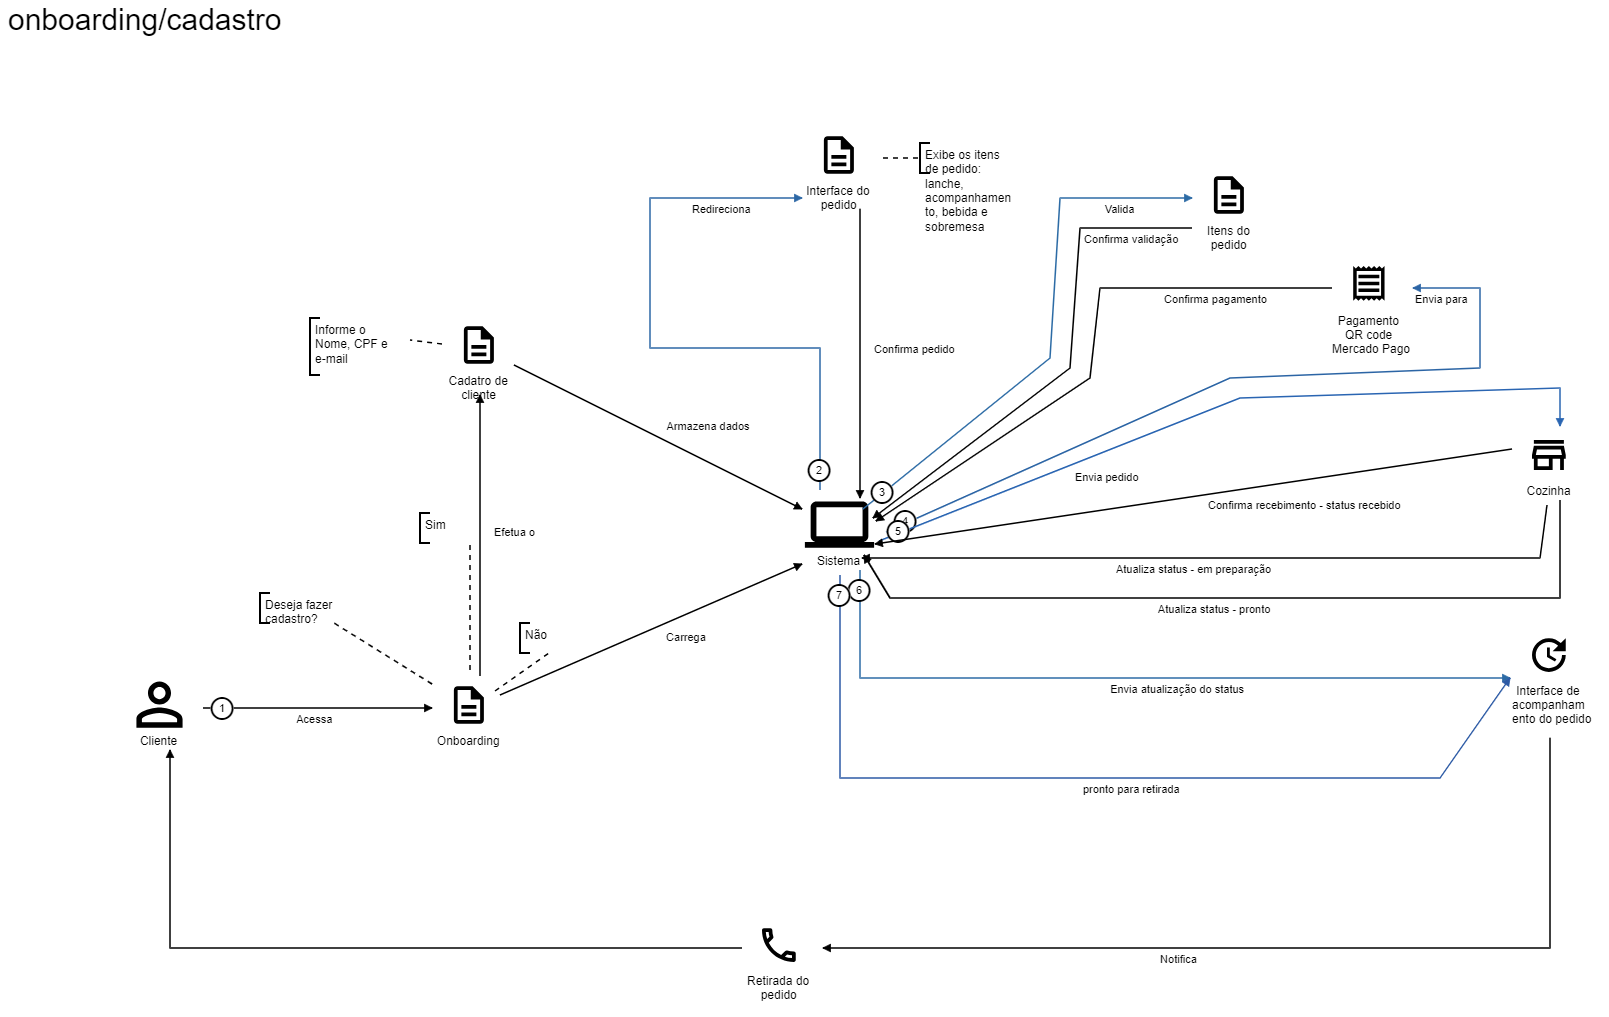 onboarding/cadastro
Interface do
pedido
Exibe os itens
de pedido:
lanche,
acompanhamen
to, bebida e
sobremesa
Redireciona
Valida
Itens do
pedido
Confirma validação
Confirma pagamento
Envia para
Pagamento
QR code
Mercado Pago
Informe o
Nome, CPF e
e-mail
Cadatro de
cliente
Confirma pedido
Armazena dados
2
3
4
5
Envia pedido
Cozinha
Confirma recebimento - status recebido
Sim
Efetua o
Sistema
Atualiza status - em preparação
7
6
Atualiza status - pronto
Deseja fazer
cadastro?
Não
Carrega
Cliente
1
Acessa
Onboarding
Envia atualização do status
Interface de
acompanham
ento do pedido
pronto para retirada
Retirada do
pedido
Notifica